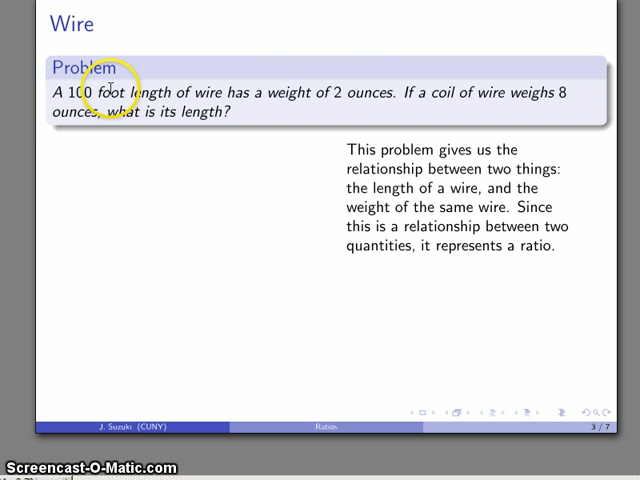 Wire
Problem
A 100 foot length of wire has a weight of 2 ounces. If a coil of wire weighs 8
ounces, what is its length?
This problem gives us the
relationship between two things:
the length of a wire, and the
weight of the same wire. Since
this is a relationship between two
quantities, it represents a ratio.
J. Suzuki (CUNY)
Ratios
3 / 7
Screencast-O-Matic.com